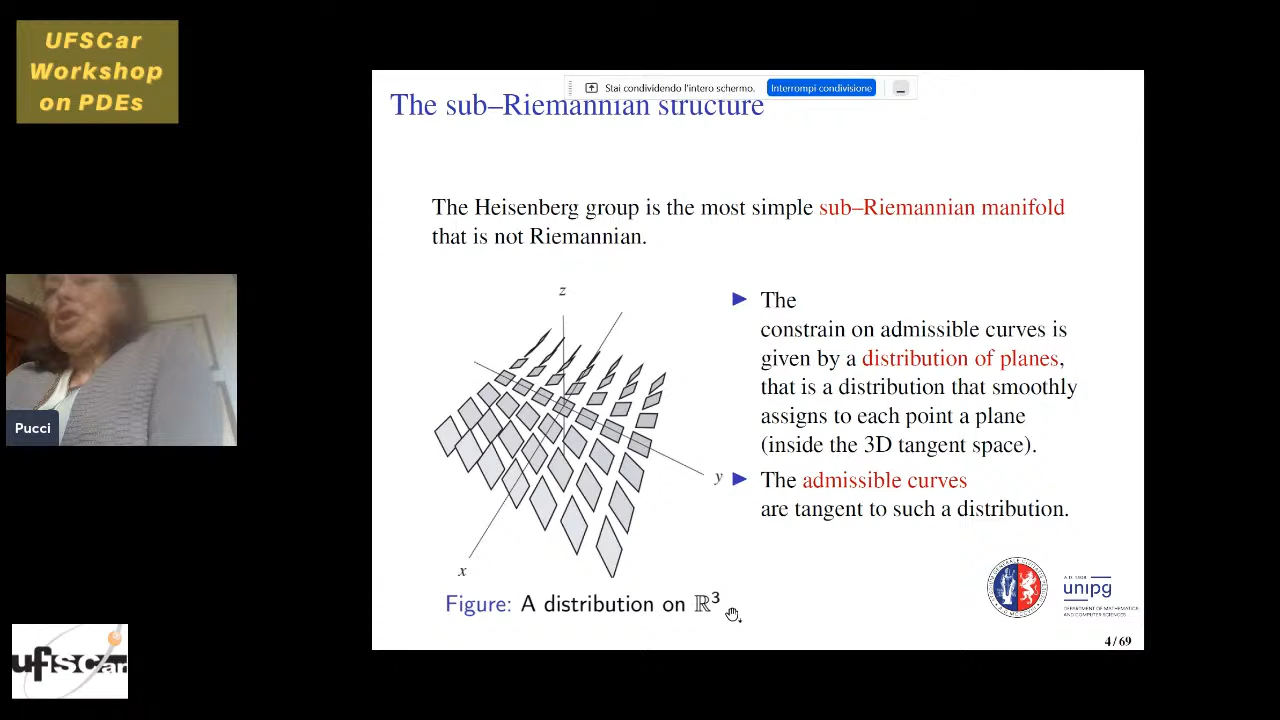 UFSCar
Workshop
on PDEs
Stai condividendo l'intero schermo.
Interrompi condivisione
The sub–Riemannian structure
The Heisenberg group is the most simple sub–Riemannian manifold
that is not Riemannian.
z
y
x
Figure: A distribution on ℝ³
▶ The
constrain on admissible curves is
given by a distribution of planes,
that is a distribution that smoothly
assigns to each point a plane
(inside the 3D tangent space).
▶ The admissible curves
are tangent to such a distribution.
Pucci
unipg
DEPARTMENT OF MATHEMATICS
AND COMPUTER SCIENCES
4 / 69
ufscar